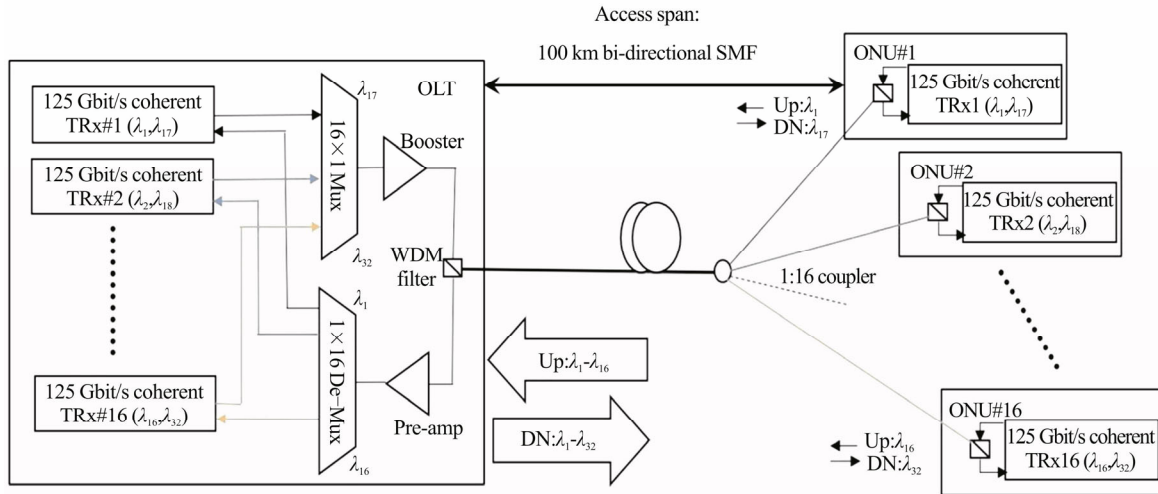 Access span:
100 km bi-directional SMF
OLT
125 Gbit/s coherent
TRx#1 (λ₁,λ₁₇)
125 Gbit/s coherent
TRx#2 (λ₂,λ₁₈)
125 Gbit/s coherent
TRx#16 (λ₁₆,λ₃₂)
λ₁₇
16×1 Mux
λ₃₂
Booster
WDM
filter
λ₁
1×16 De-Mux
λ₁₆
Pre-amp
Up:λ₁-λ₁₆
DN:λ₁-λ₃₂
1:16 coupler
Up:λ₁
DN:λ₁₇
ONU#1
125 Gbit/s coherent
TRx1 (λ₁,λ₁₇)
ONU#2
125 Gbit/s coherent
TRx2 (λ₂,λ₁₈)
Up:λ₁₆
DN:λ₃₂
ONU#16
125 Gbit/s coherent
TRx16 (λ₁₆,λ₃₂)